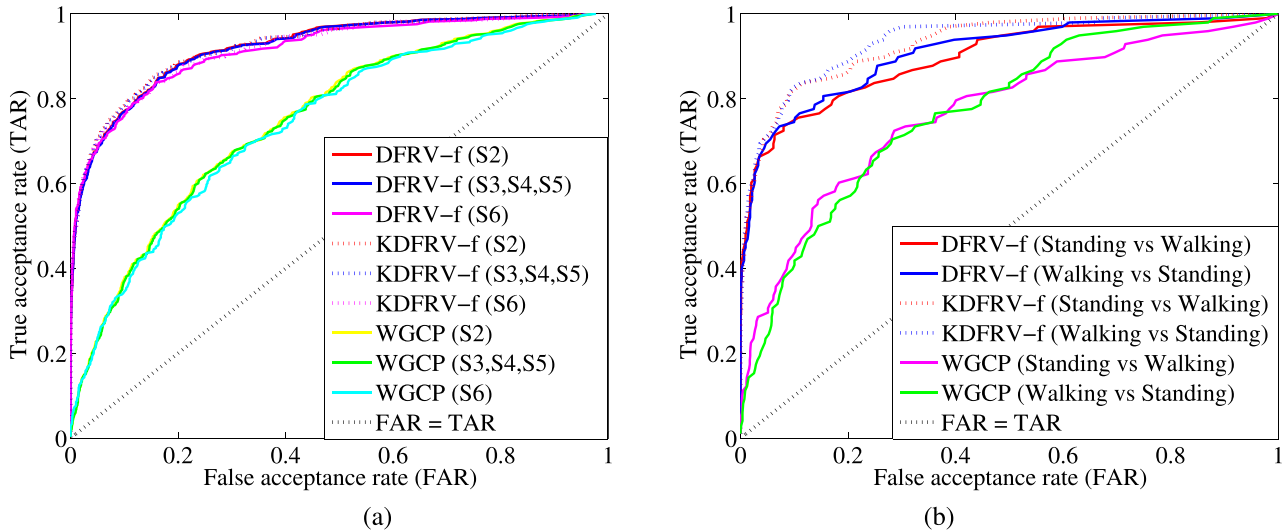 1
0.8
0.6
0.4
0.2
0
True acceptance rate (TAR)
DFRV−f (S2)
DFRV−f (S3,S4,S5)
DFRV−f (S6)
KDFRV−f (S2)
KDFRV−f (S3,S4,S5)
KDFRV−f (S6)
WGCP (S2)
WGCP (S3,S4,S5)
WGCP (S6)
FAR = TAR
0 0.2 0.4 0.6 0.8 1
False acceptance rate (FAR)
(a)
1
0.8
0.6
0.4
0.2
0
True acceptance rate (TAR)
DFRV−f (Standing vs Walking)
DFRV−f (Walking vs Standing)
KDFRV−f (Standing vs Walking)
KDFRV−f (Walking vs Standing)
WGCP (Standing vs Walking)
WGCP (Walking vs Standing)
FAR = TAR
0 0.2 0.4 0.6 0.8 1
False acceptance rate (FAR)
(b)